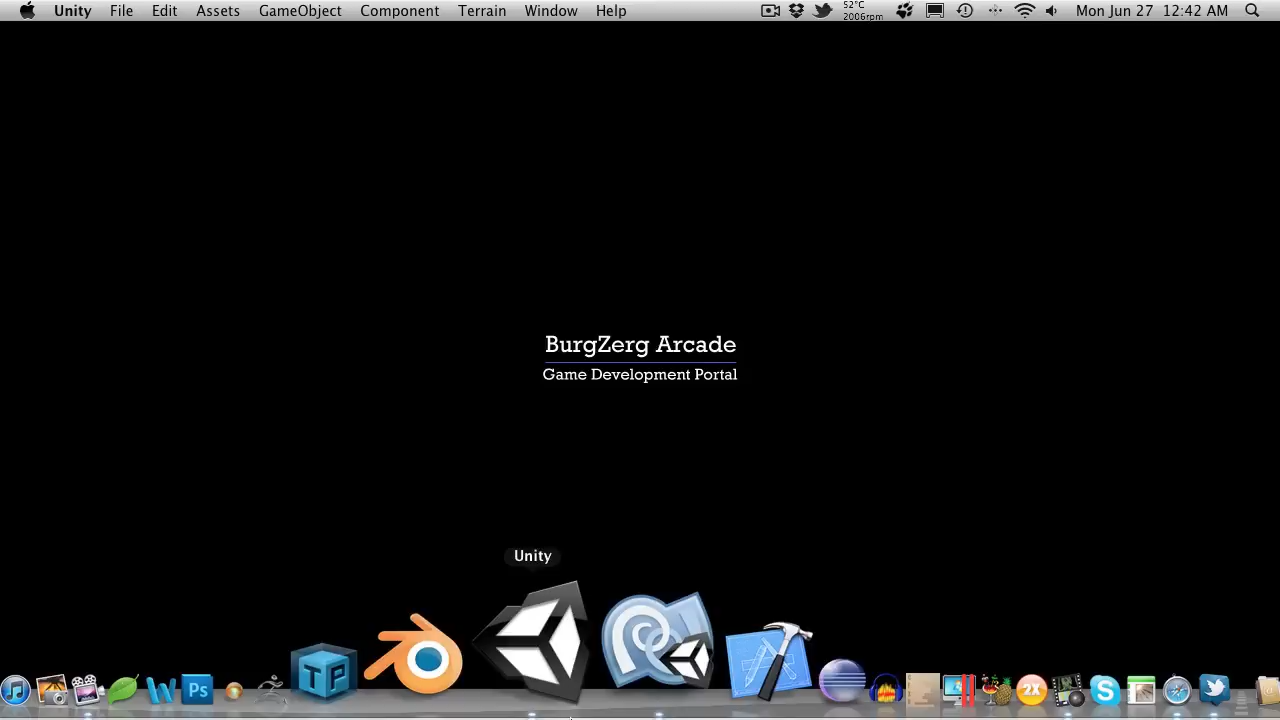 Unity File Edit Assets GameObject Component Terrain Window Help 52°C 2006rpm Mon Jun 27 12:42 AM
BurgZerg Arcade
Game Development Portal
Unity
TP
W Ps 2X S